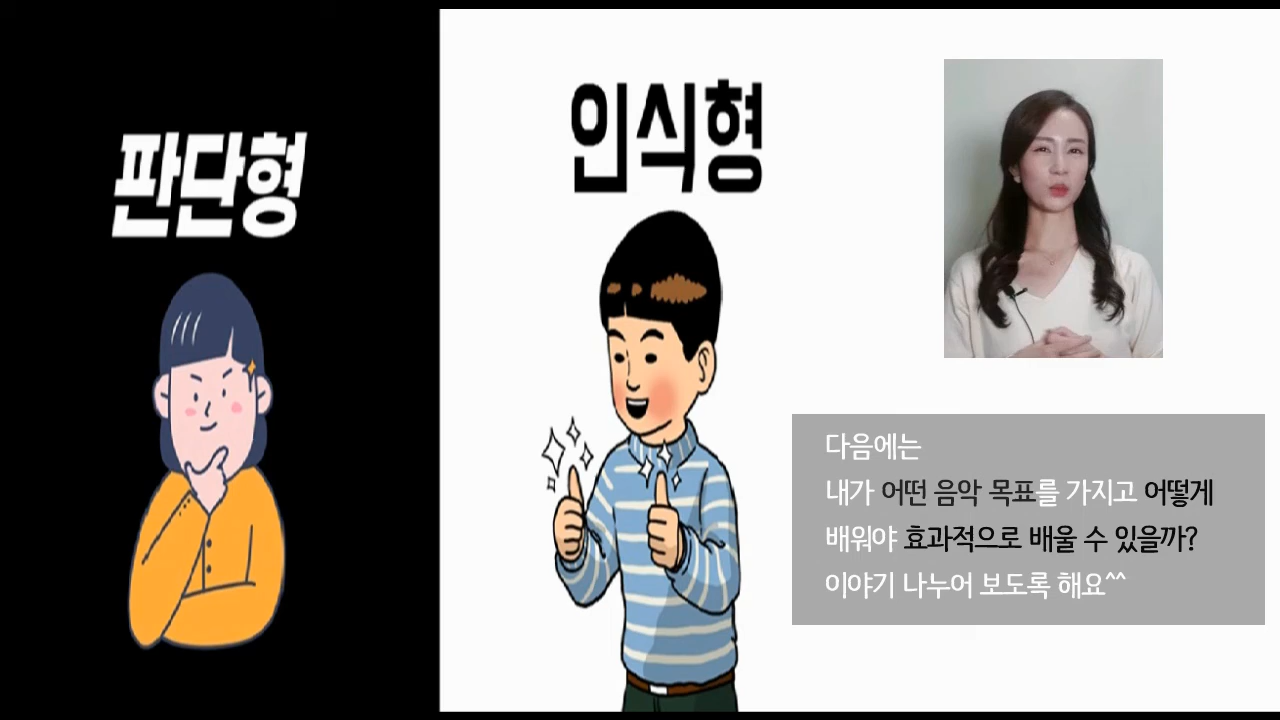 판단형
인식형
다음에는
내가 어떤 음악 목표를 가지고 어떻게
배워야 효과적으로 배울 수 있을까?
이야기 나누어 보도록 해요^^